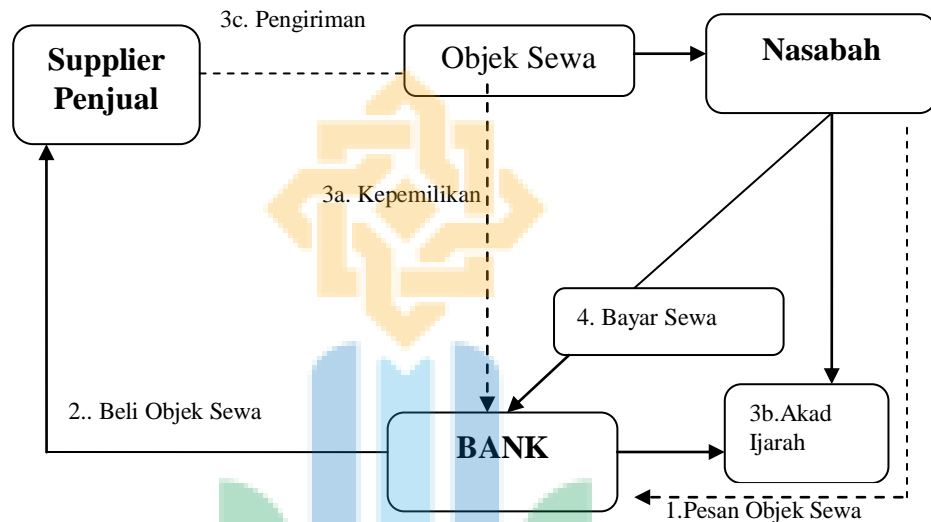 3c. Pengiriman
Supplier
Penjual
Objek Sewa
Nasabah
3a. Kepemilikan
4. Bayar Sewa
2.. Beli Objek Sewa
BANK
3b.Akad
Ijarah
1.Pesan Objek Sewa